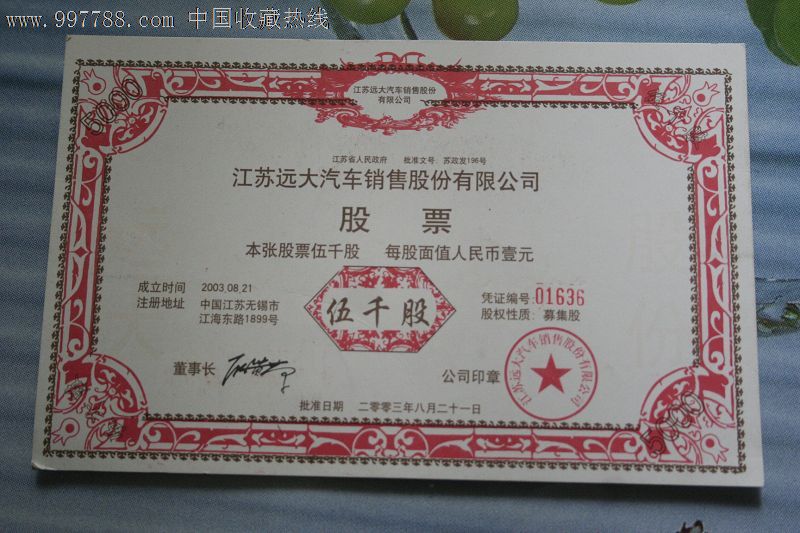 www.997788.com 中国收藏热线
江苏远大汽车销售股份
有限公司
5000
江苏省人民政府 批准文号：苏政发196号
江苏远大汽车销售股份有限公司
股票
本张股票伍千股 每股面值人民币壹元
成立时间 2003.08.21
注册地址 中国江苏无锡市
江海东路1899号
伍千股
凭证编号：01636
股权性质：募集股
董事长
公司印章
江苏远大汽车销售股份有限公司
批准日期 二零零三年八月二十一日
5000